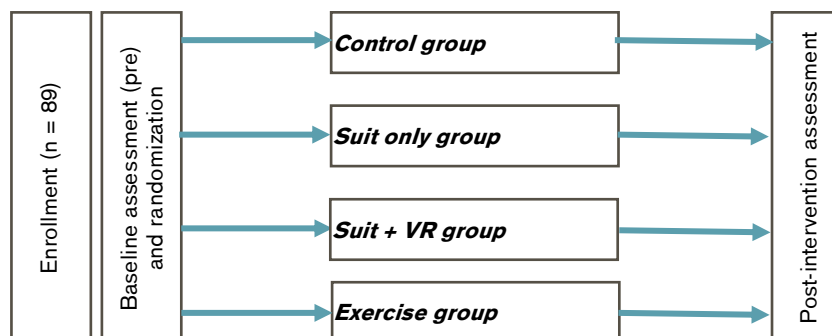 Enrollment (n = 89)
Baseline assessment (pre)
and randomization
Control group
Suit only group
Suit + VR group
Exercise group
Post-intervention assessment